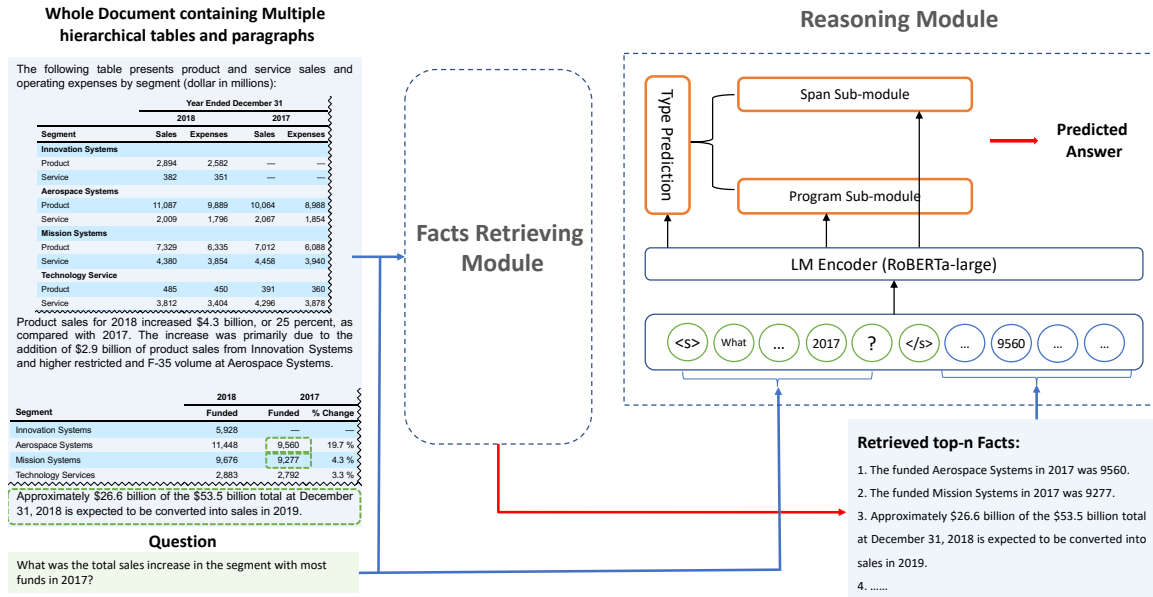 Whole Document containing Multiple
hierarchical tables and paragraphs
The following table presents product and service sales and
operating expenses by segment (dollar in millions):
Year Ended December 31
2018 2017
Segment Sales Expenses Sales Expenses
Innovation Systems
Product 2,894 2,582 — —
Service 382 351 — —
Aerospace Systems
Product 11,087 9,889 10,064 8,988
Service 2,009 1,796 2,067 1,854
Mission Systems
Product 7,329 6,335 7,012 6,088
Service 4,380 3,854 4,458 3,940
Technology Service
Product 485 450 391 360
Service 3,812 3,404 4,296 3,878
Product sales for 2018 increased $4.3 billion, or 25 percent, as
compared with 2017. The increase was primarily due to the
addition of $2.9 billion of product sales from Innovation Systems
and higher restricted and F-35 volume at Aerospace Systems.
2018 2017
Segment Funded Funded % Change
Innovation Systems 5,928 — —
Aerospace Systems 11,448 9,560 19.7 %
Mission Systems 9,676 9,277 4.3 %
Technology Services 2,883 2,792 3.3 %
Approximately $26.6 billion of the $53.5 billion total at December
31, 2018 is expected to be converted into sales in 2019.
Question
What was the total sales increase in the segment with most
funds in 2017?
Facts Retrieving
Module
Reasoning Module
Type Prediction
Span Sub-module
Program Sub-module
Predicted
Answer
LM Encoder (RoBERTa-large)
<s> What ... 2017 ? </s> ... 9560 ... ...
Retrieved top-n Facts:
1. The funded Aerospace Systems in 2017 was 9560.
2. The funded Mission Systems in 2017 was 9277.
3. Approximately $26.6 billion of the $53.5 billion total
at December 31, 2018 is expected to be converted into
sales in 2019.
4. ......